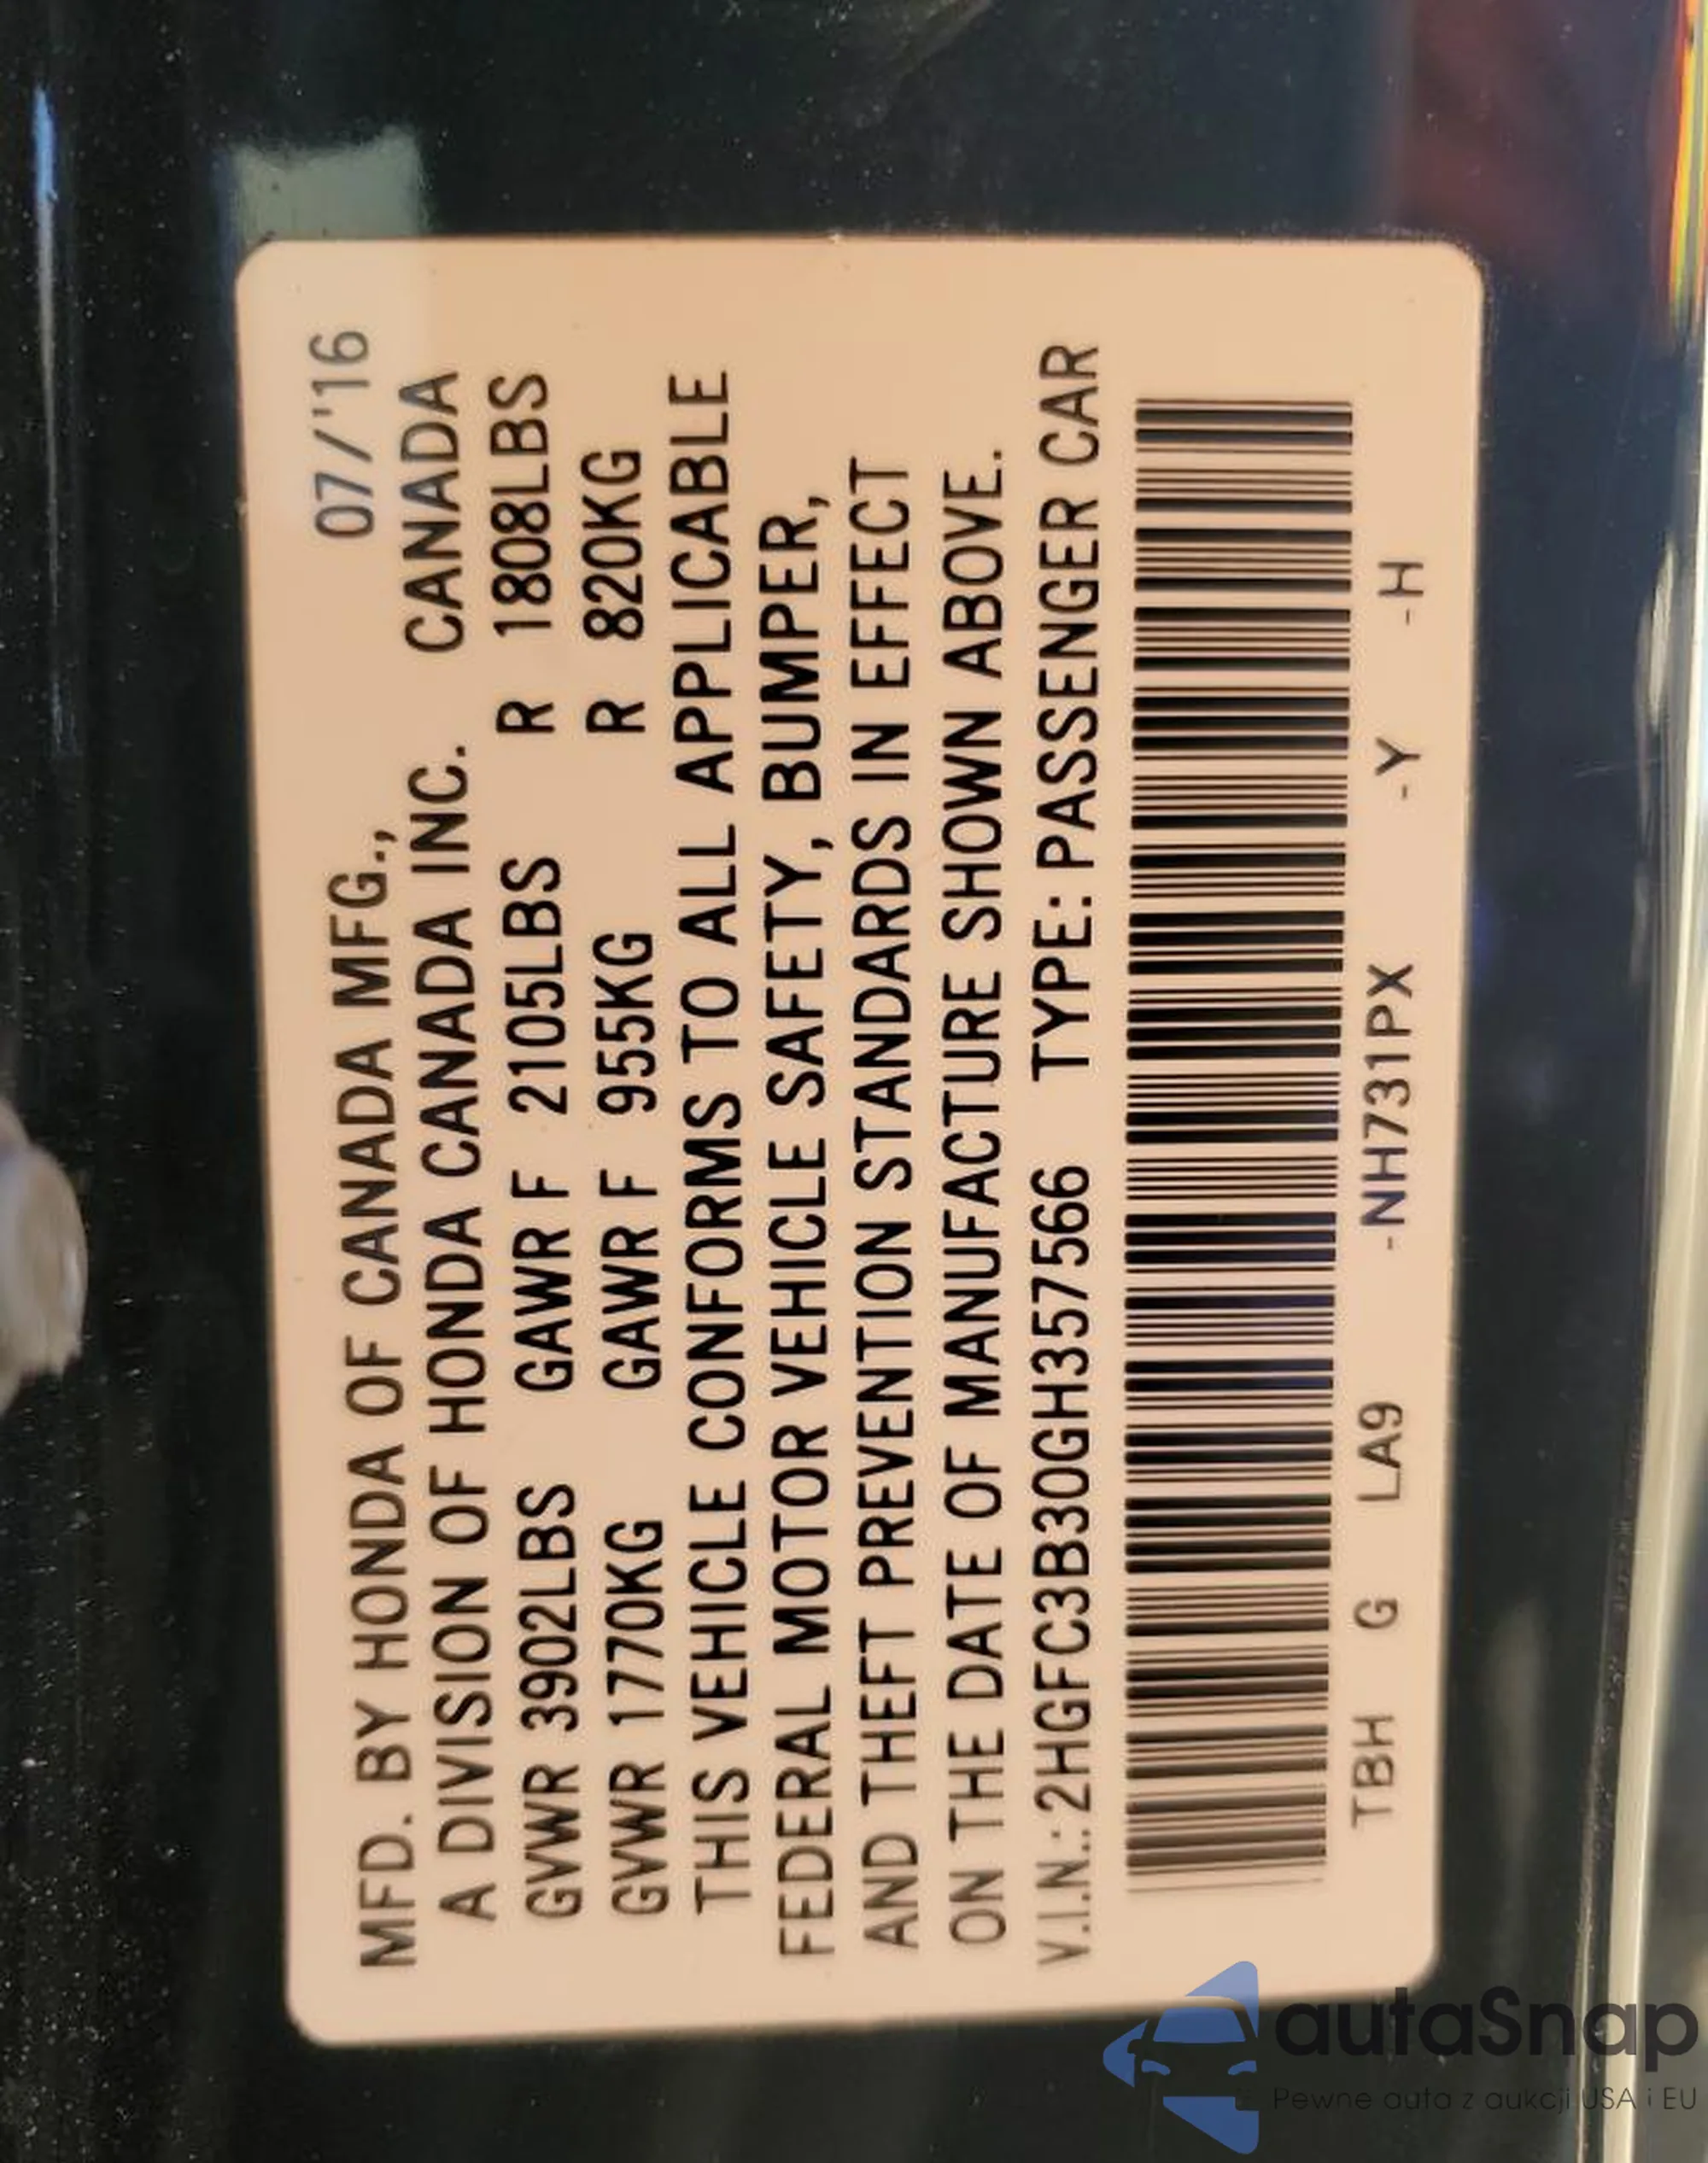 07/'16
MFD. BY HONDA OF CANADA MFG.,
A DIVISION OF HONDA CANADA INC. CANADA
GVWR 3902LBS GAWR F 2105LBS R 1808LBS
GVWR 1770KG GAWR F 955KG R 820KG
THIS VEHICLE CONFORMS TO ALL APPLICABLE
FEDERAL MOTOR VEHICLE SAFETY, BUMPER,
AND THEFT PREVENTION STANDARDS IN EFFECT
ON THE DATE OF MANUFACTURE SHOWN ABOVE.
V.I.N.:2HGFC3B30GH357566 TYPE: PASSENGER CAR
TBH G LA9 -NH731PX -Y -H
autaSnap
Pewne auta z aukcji USA i EU